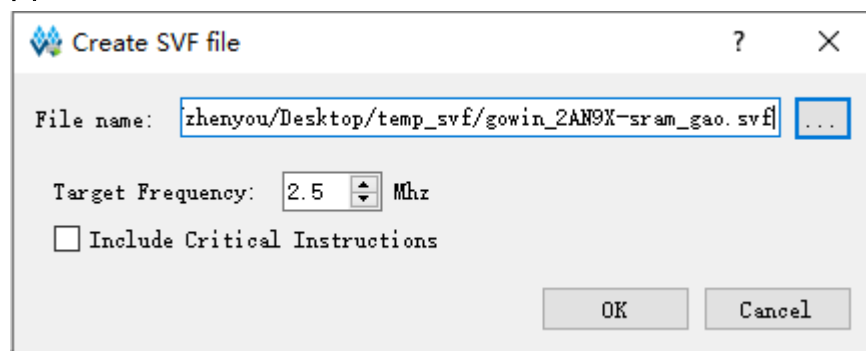 Create SVF file
?
File name: zhenyou/Desktop/temp_svf/gowin_2AN9X-sram_gao.svf ...
Target Frequency: 2.5 Mhz
Include Critical Instructions
OK Cancel